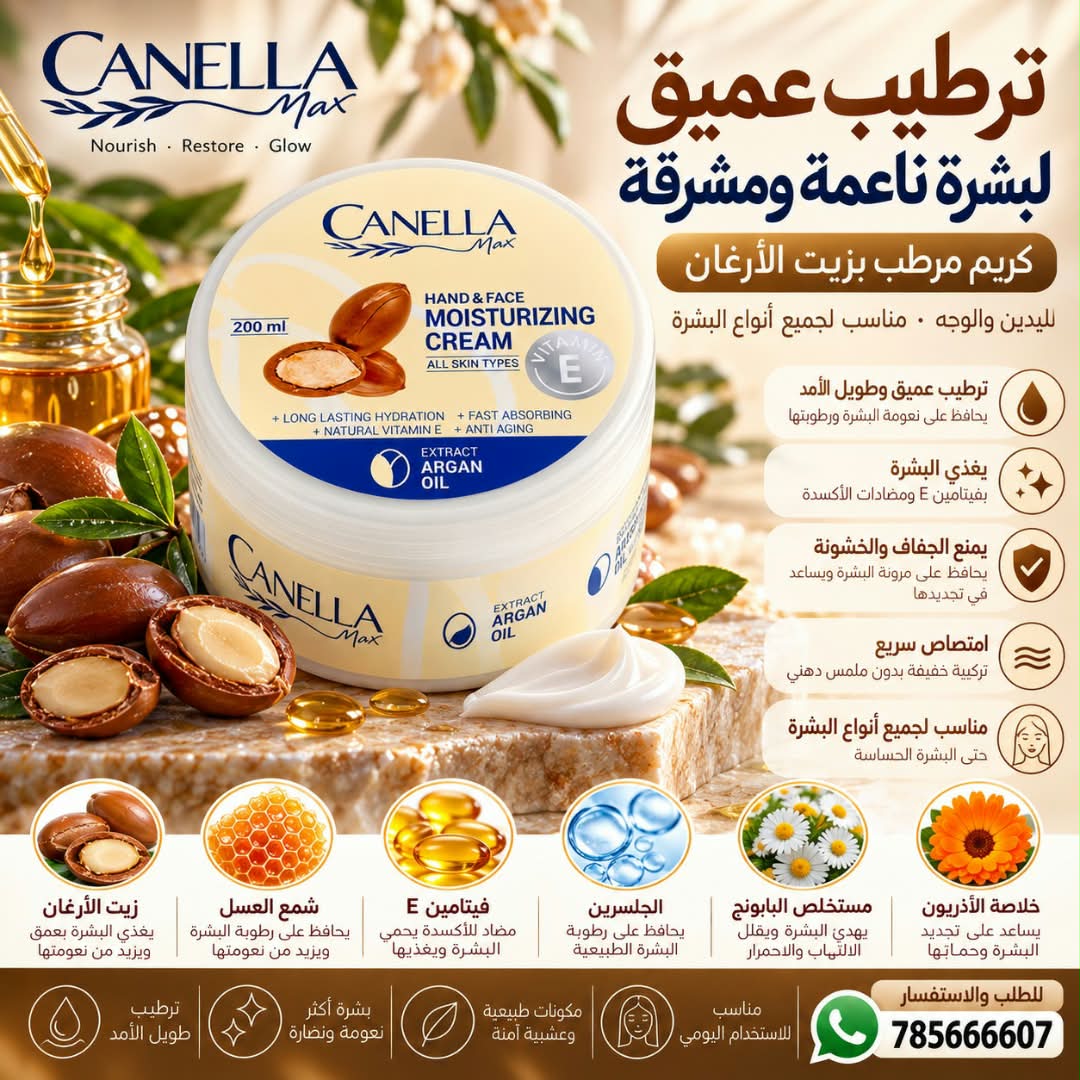 CANELLA
Max
Nourish · Restore · Glow
ترطيب عميق
لبشرة ناعمة ومشرقة
كريم مرطب بزيت الأرغان
لليدين والوجه · مناسب لجميع أنواع البشرة
CANELLA
Max
200 ml
HAND & FACE
MOISTURIZING
CREAM
ALL SKIN TYPES
VITAMIN
E
+ LONG LASTING HYDRATION + FAST ABSORBING
+ NATURAL VITAMIN E + ANTI AGING
EXTRACT
ARGAN
OIL
CANELLA
Max
EXTRACT
ARGAN
OIL
ترطيب عميق وطويل الأمد
يحافظ على نعومة البشرة ورطوبتها
يغذي البشرة
بفيتامين E ومضادات الأكسدة
يمنع الجفاف والخشونة
يحافظ على مرونة البشرة ويساعد
في تجديدها
امتصاص سريع
تركيبة خفيفة بدون ملمس دهني
مناسب لجميع أنواع البشرة
حتى البشرة الحساسة
خلاصة الأذريون
يساعد على تجديد
البشرة وحمايتها
مستخلص البابونج
يهدئ البشرة ويقلل
الالتهاب والاحمرار
الجلسرين
يحافظ على رطوبة
البشرة الطبيعية
فيتامين E
مضاد للأكسدة يحمي
البشرة ويغذيها
شمع العسل
يحافظ على رطوبة البشرة
ويزيد من نعومتها
زيت الأرغان
يغذي البشرة بعمق
ويزيد من نعومتها
للطلب والاستفسار
785666607
مناسب
للاستخدام اليومي
مكونات طبيعية
وعشبية آمنة
بشرة أكثر
نعومة ونضارة
ترطيب
طويل الأمد